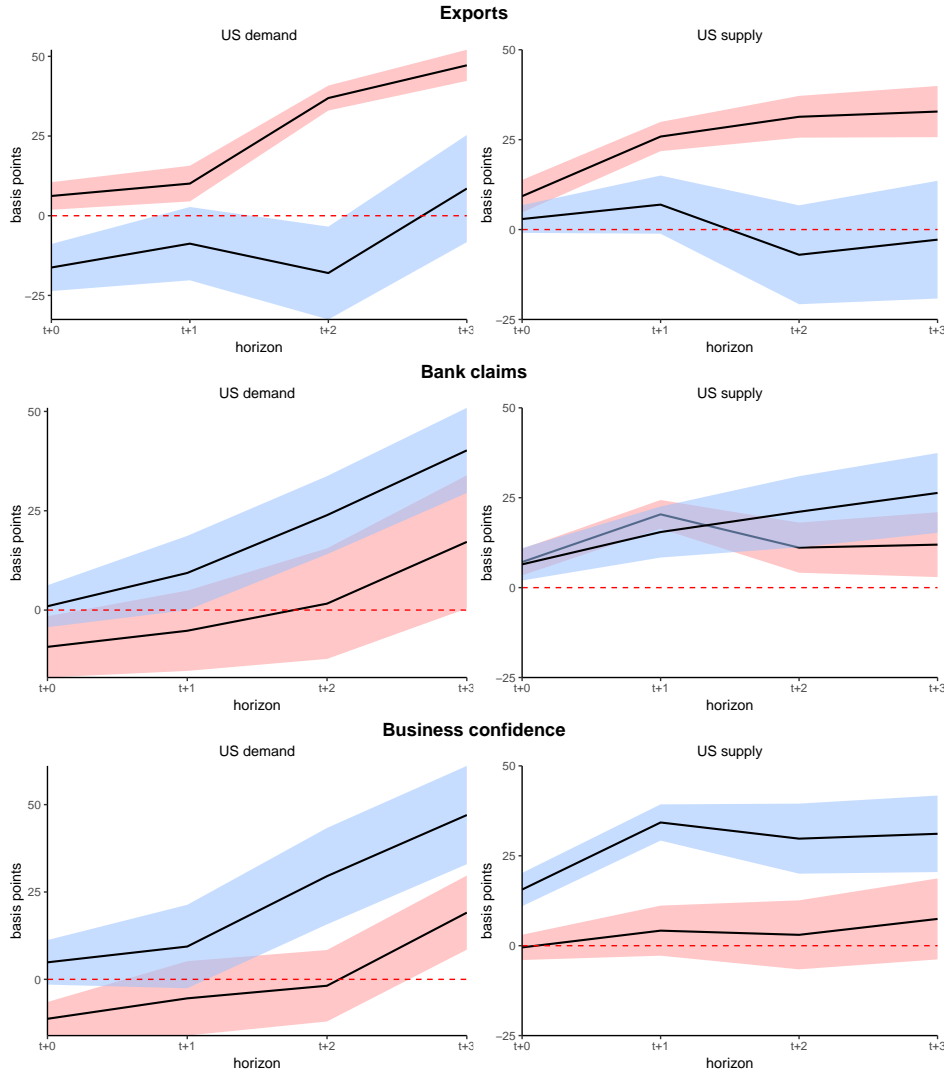 Exports
US demand
US supply
50
25
0
−25
basis points
t+0
t+1
t+2
t+3
horizon
50
25
0
−25
basis points
t+0
t+1
t+2
t+3
horizon
Bank claims
US demand
US supply
50
25
0
basis points
t+0
t+1
t+2
t+3
horizon
50
25
0
−25
basis points
t+0
t+1
t+2
t+3
horizon
Business confidence
US demand
US supply
50
25
0
basis points
t+0
t+1
t+2
t+3
horizon
50
25
0
−25
basis points
t+0
t+1
t+2
t+3
horizon